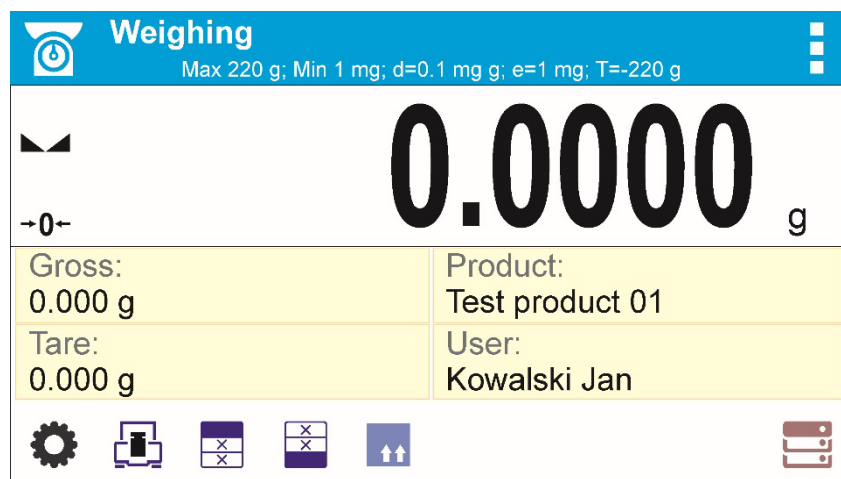 Weighing
Max 220 g; Min 1 mg; d=0.1 mg g; e=1 mg; T=-220 g
0.0000 g
→0←
Gross:
0.000 g
Product:
Test product 01
Tare:
0.000 g
User:
Kowalski Jan